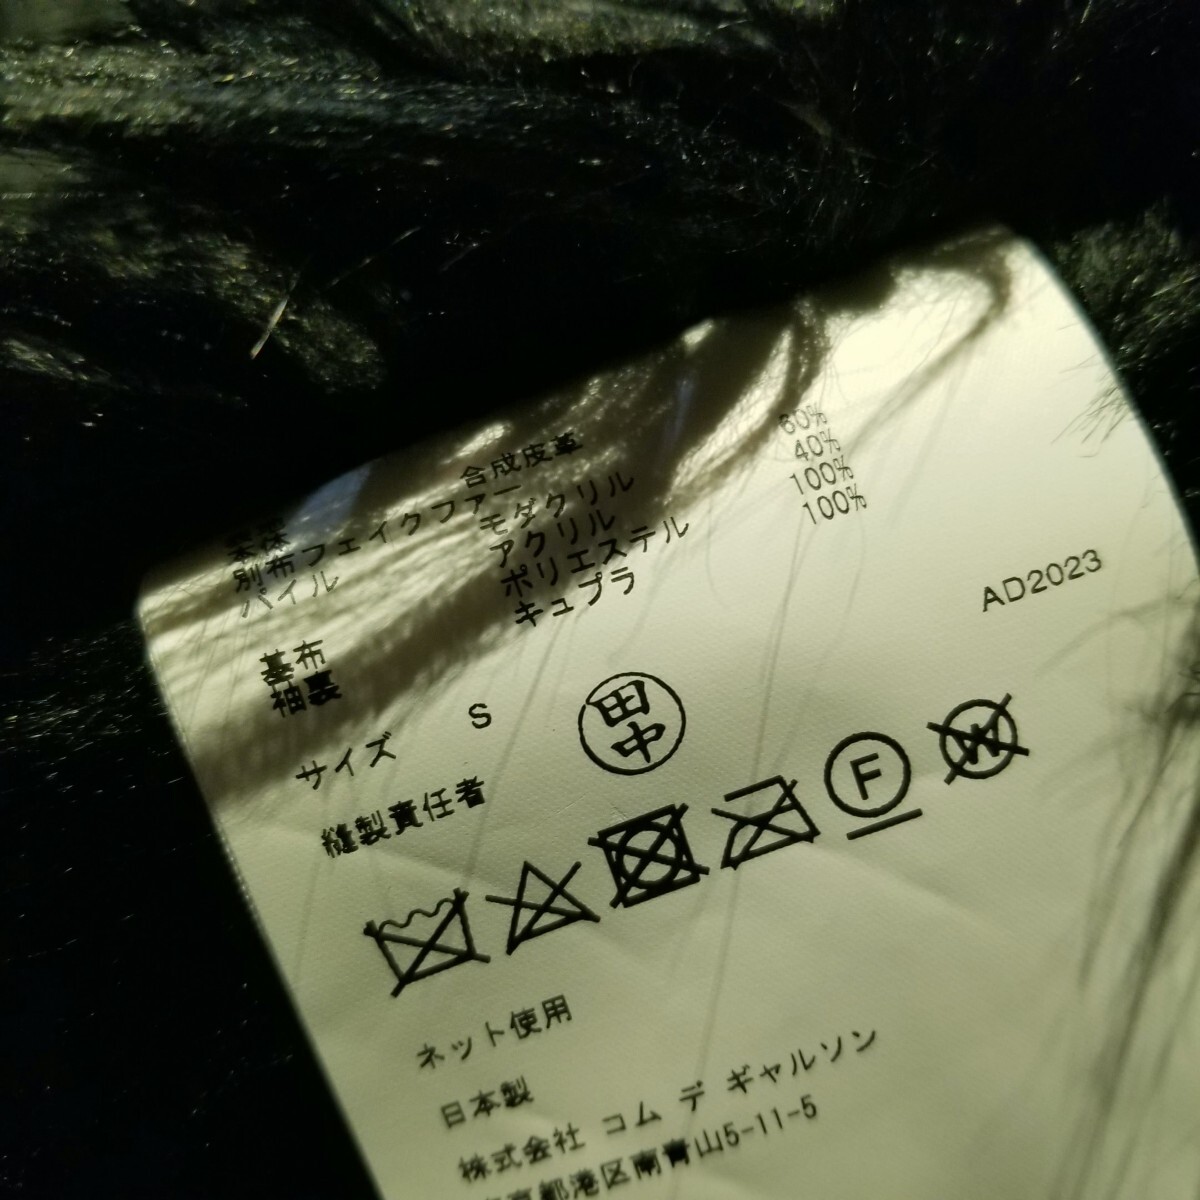 本体 合成皮革
別布フェイクファー
パイル モダクリル 60%
アクリル 40%
基布 ポリエステル 100%
袖裏 キュプラ 100%
AD2023
サイズ S
縫製責任者 田中
F
W
ネット使用
日本製
株式会社 コム デ ギャルソン
東京都港区南青山5-11-5